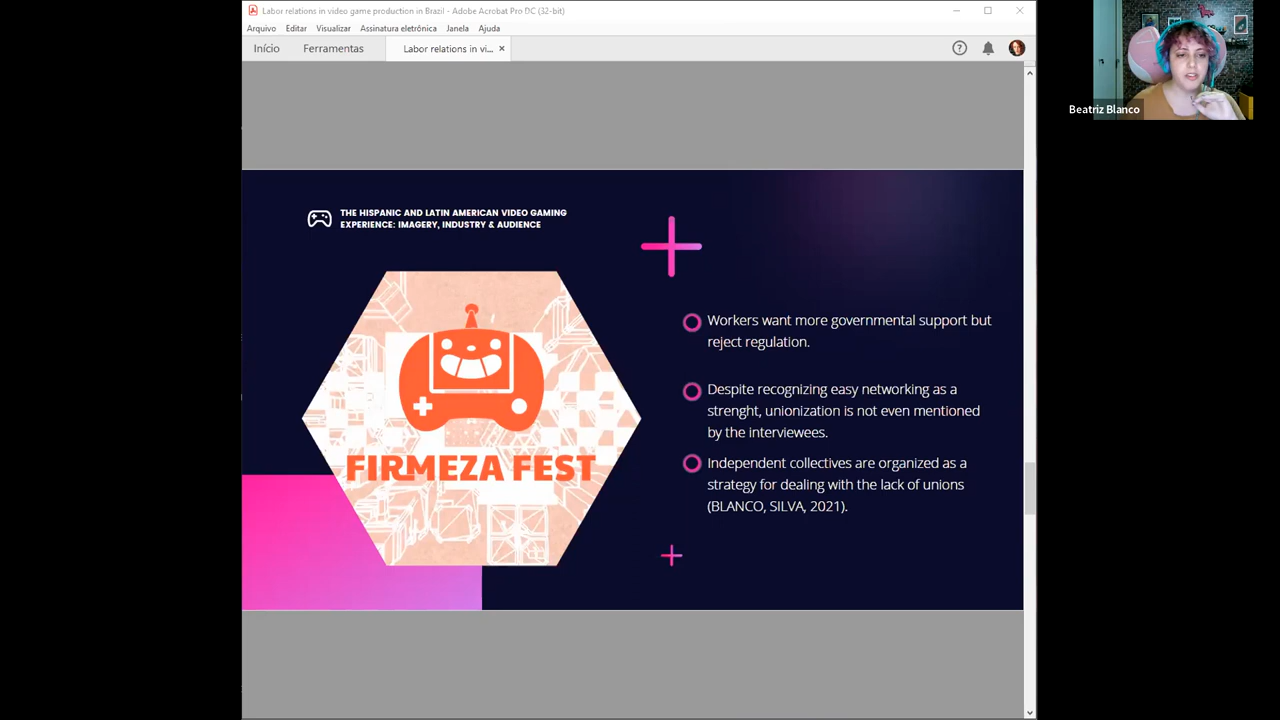 Labor relations in video game production in Brazil - Adobe Acrobat Pro DC (32-bit)
Arquivo Editar Visualizar Assinatura eletrônica Janela Ajuda
Início Ferramentas Labor relations in vi... ×
Beatriz Blanco
THE HISPANIC AND LATIN AMERICAN VIDEO GAMING
EXPERIENCE: IMAGERY, INDUSTRY & AUDIENCE
FIRMEZA FEST
Workers want more governmental support but
reject regulation.
Despite recognizing easy networking as a
strenght, unionization is not even mentioned
by the interviewees.
Independent collectives are organized as a
strategy for dealing with the lack of unions
(BLANCO, SILVA, 2021).